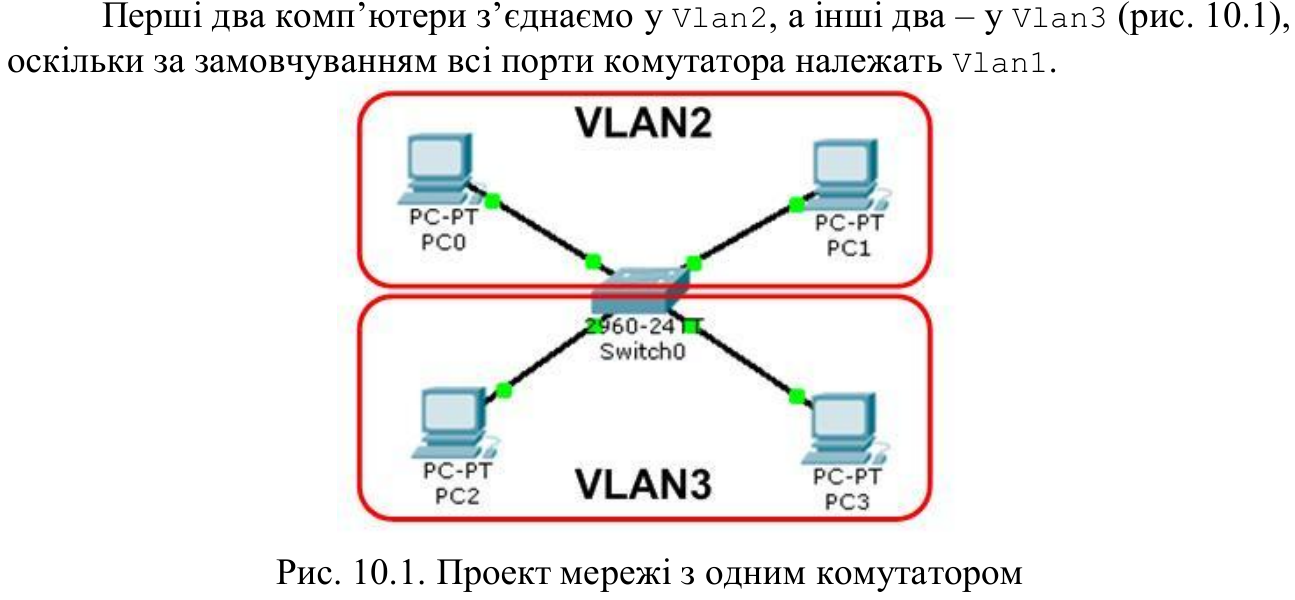 Перші два комп’ютери з’єднаємо у Vlan2, а інші два – у Vlan3 (рис. 10.1),
оскільки за замовчуванням всі порти комутатора належать Vlan1.
VLAN2
PC-PT
PC0
PC-PT
PC1
2960-24TT
Switch0
PC-PT
PC2
VLAN3
PC-PT
PC3
Рис. 10.1. Проект мережі з одним комутатором